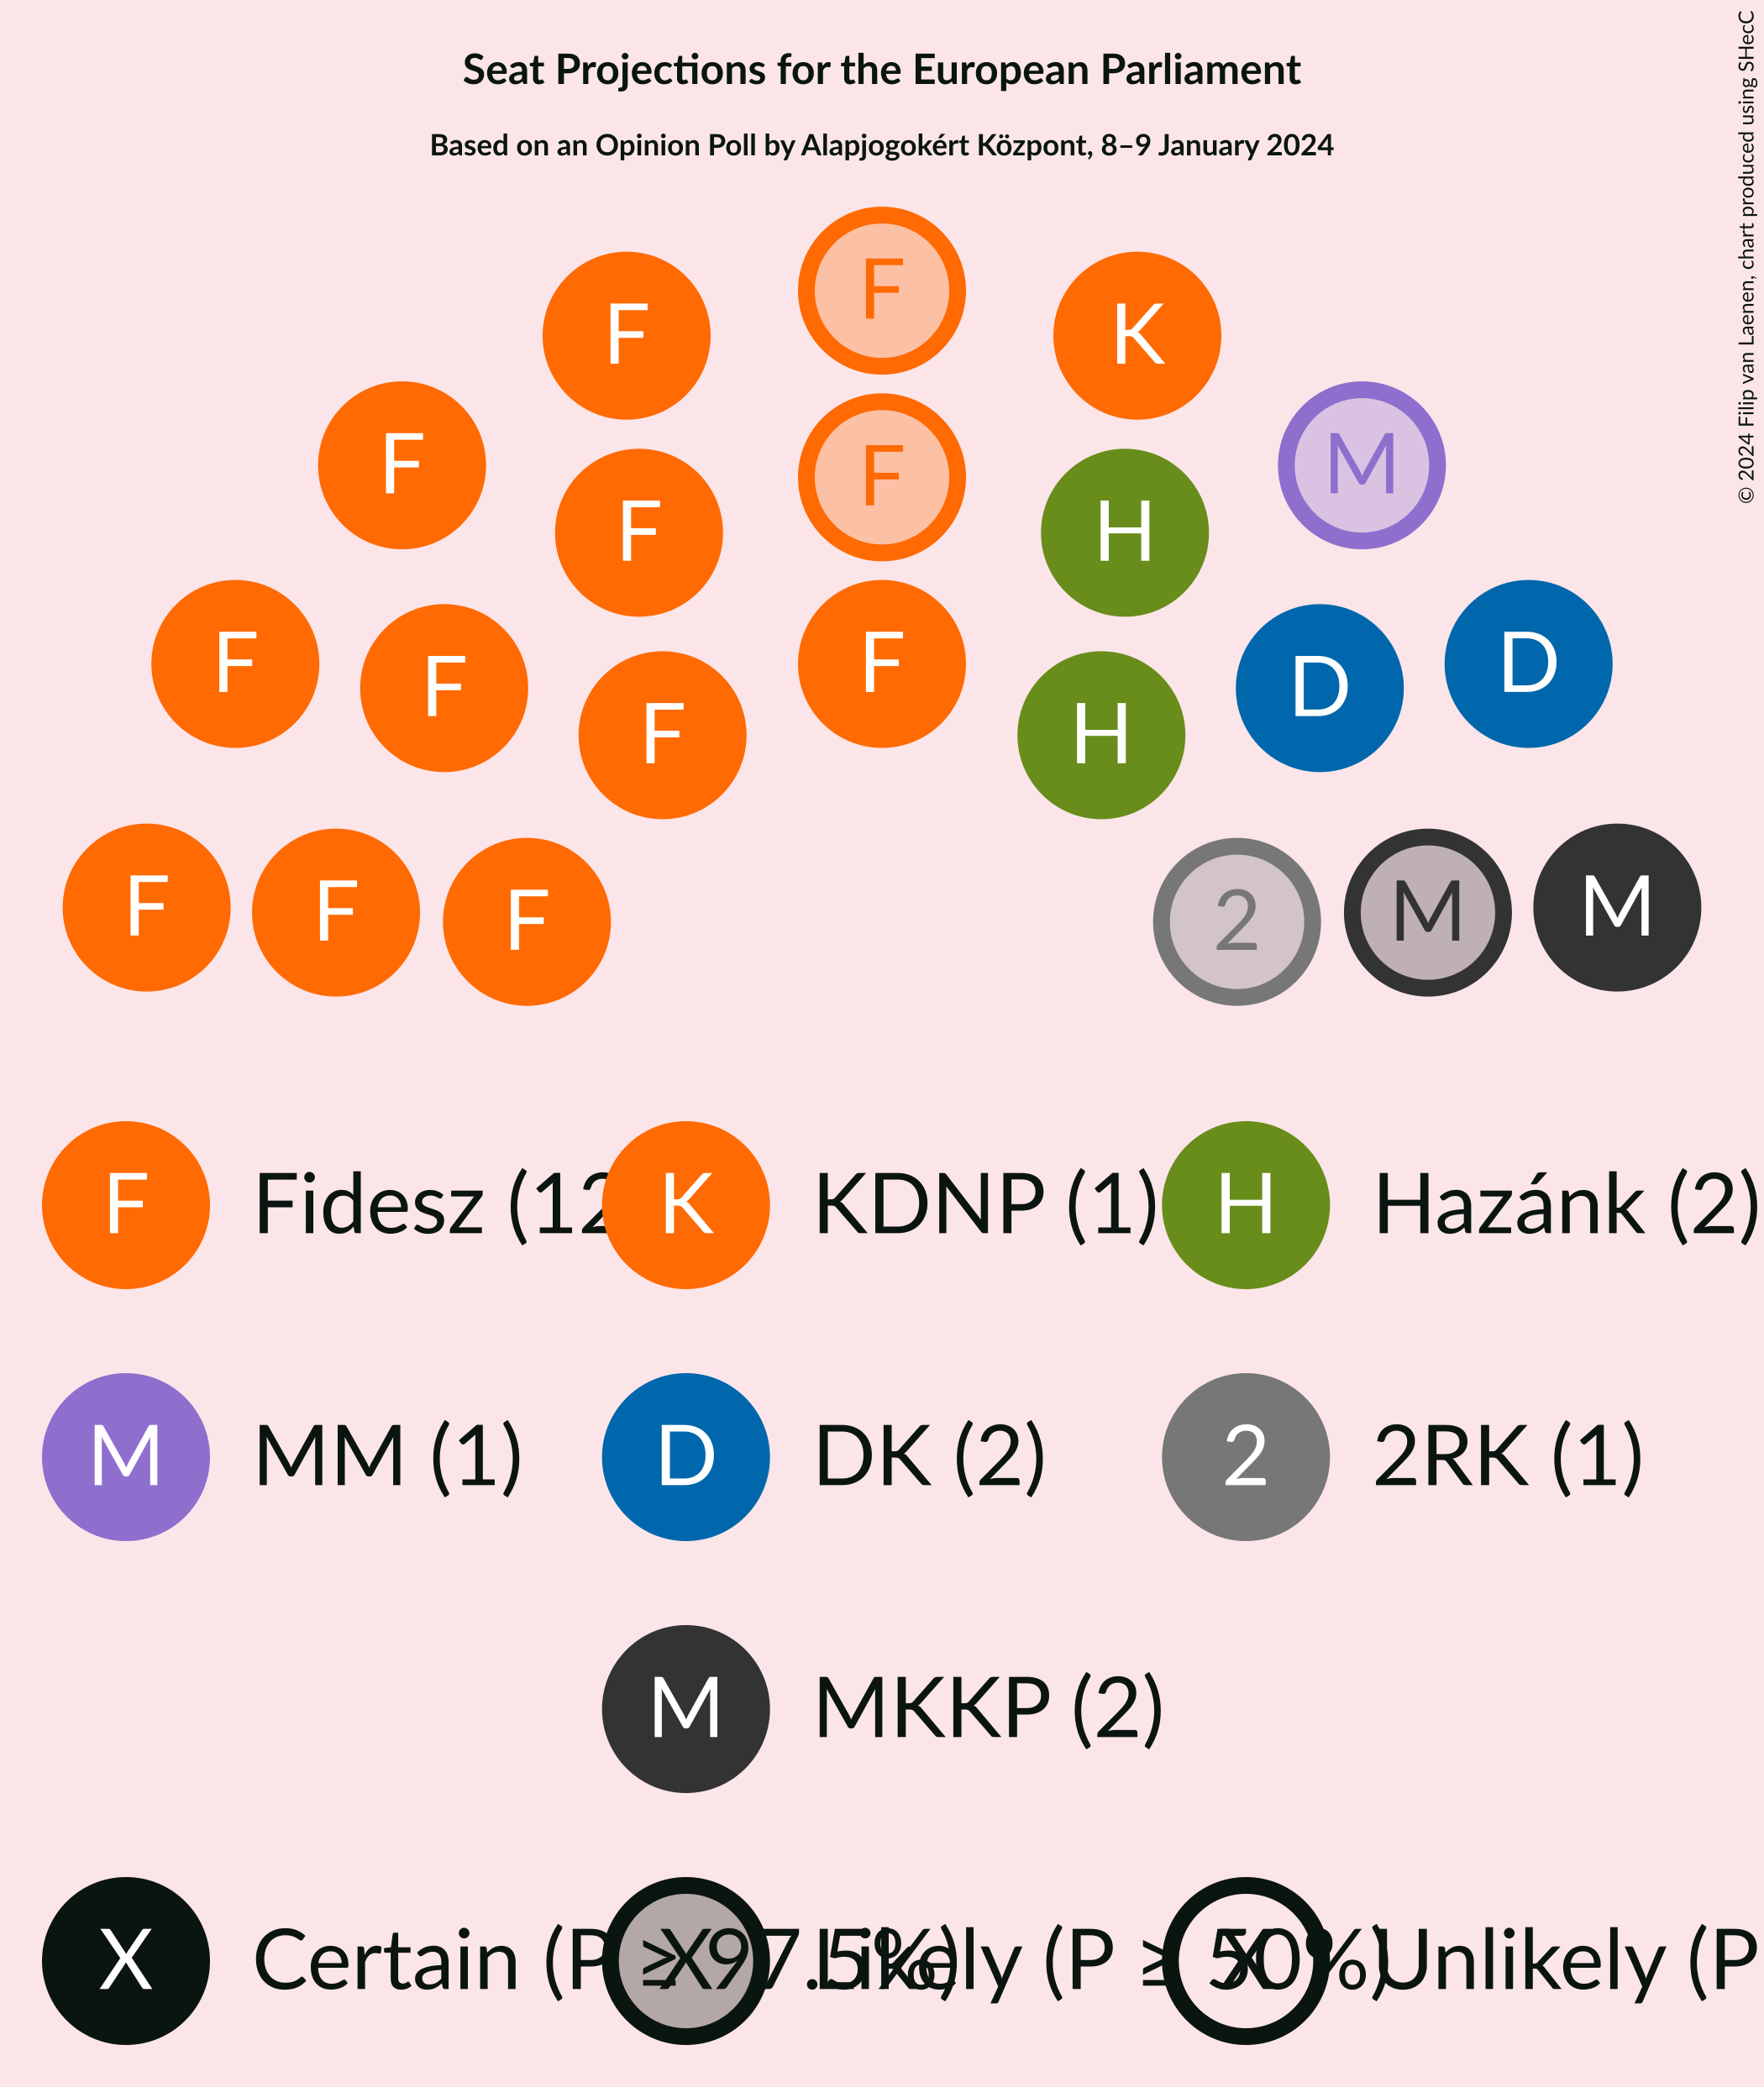 Seat Projections for the European Parliament
Based on an Opinion Poll by Alapjogokért Központ, 8–9 January 2024
© 2024 Filip van Laenen, chart produced using SHecC
F
F K
F F M
F H
F F D D
F H
F F F 2 M M
F Fidesz (12 K KDNP (1) H Hazánk (2)
M MM (1) D DK (2) 2 2RK (1)
M MKKP (2)
X Certain (P ≥ 97.5%) X Likely (P ≥ 50%) X Unlikely (P